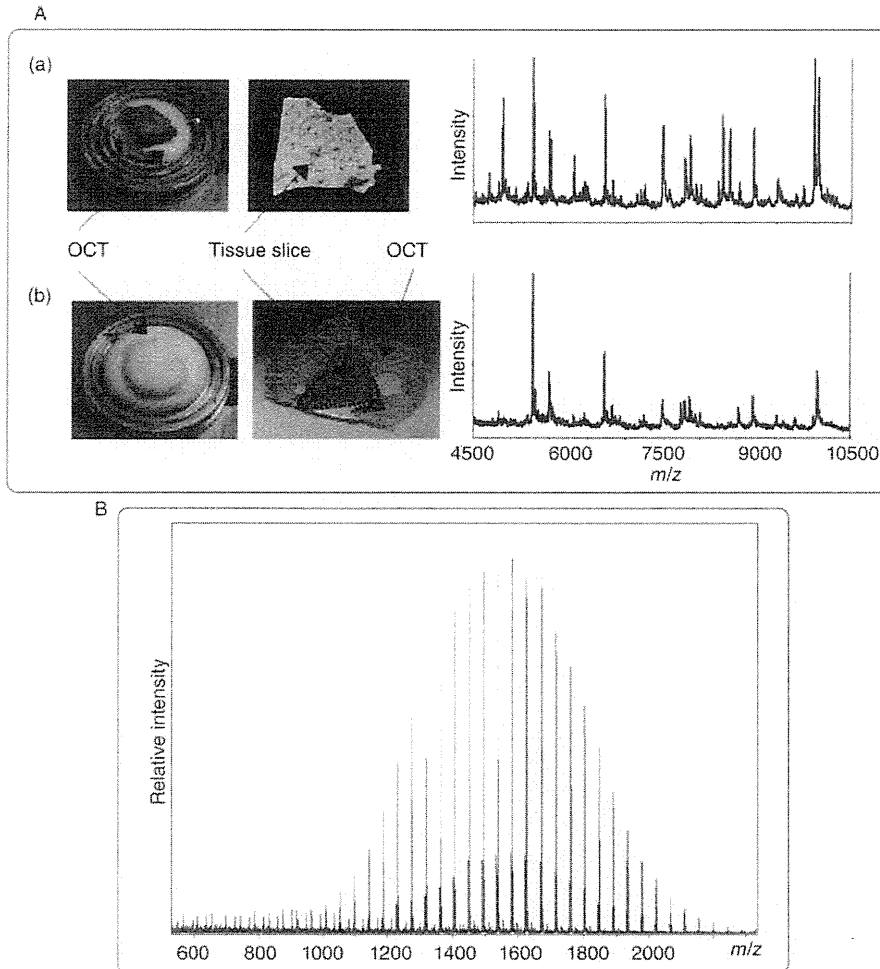 A
(a)
Intensity
OCT Tissue slice OCT
(b)
Intensity
4500 6000 7500 9000 10500
m/z
B
Relative intensity
600 800 1000 1200 1400 1600 1800 2000 m/z